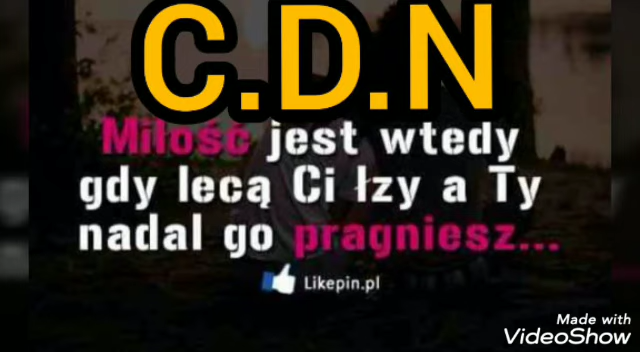 C.D.N
Miłość jest wtedy
gdy lecą Ci łzy a Ty
nadal go pragniesz...
Likepin.pl
Made with
VideoShow